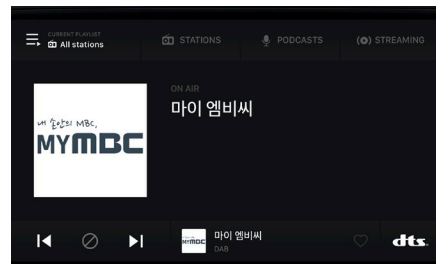 CURRENT PLAYLIST
All stations
STATIONS
PODCASTS
STREAMING
ON AIR
마이 엠비씨
내 손안의 MBC,
MYMBC
MYMBC
마이 엠비씨
DAB
dts